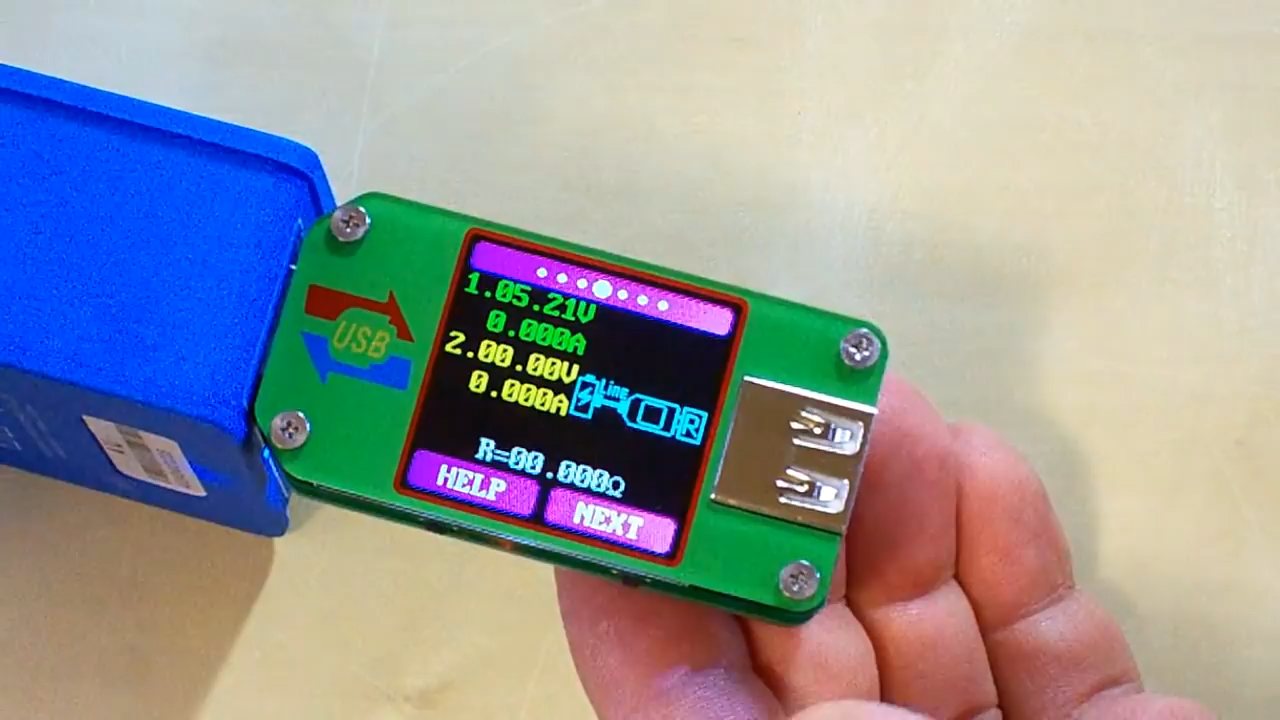 USB
1.05.21V
0.000A
2.00.00V
0.000A
Line
R
R=00.000Ω
HELP
NEXT